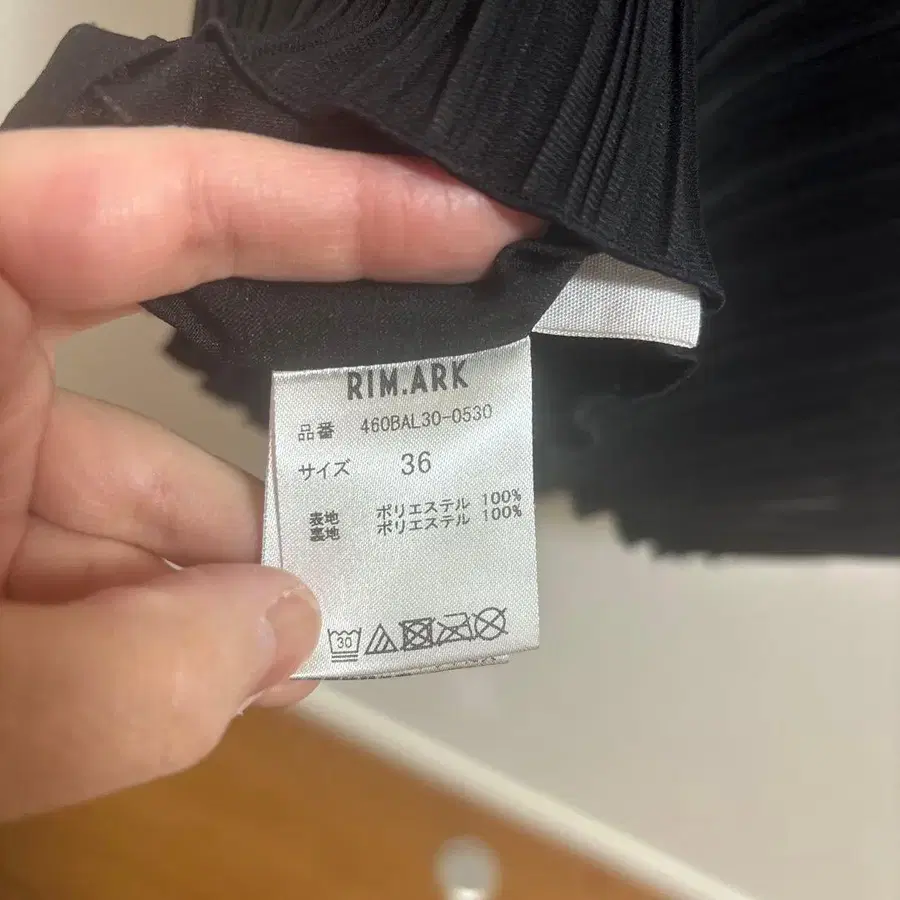 RIM.ARK
品番 460BAL30-0530
サイズ 36
表地 ポリエステル 100%
裏地 ポリエステル 100%
30